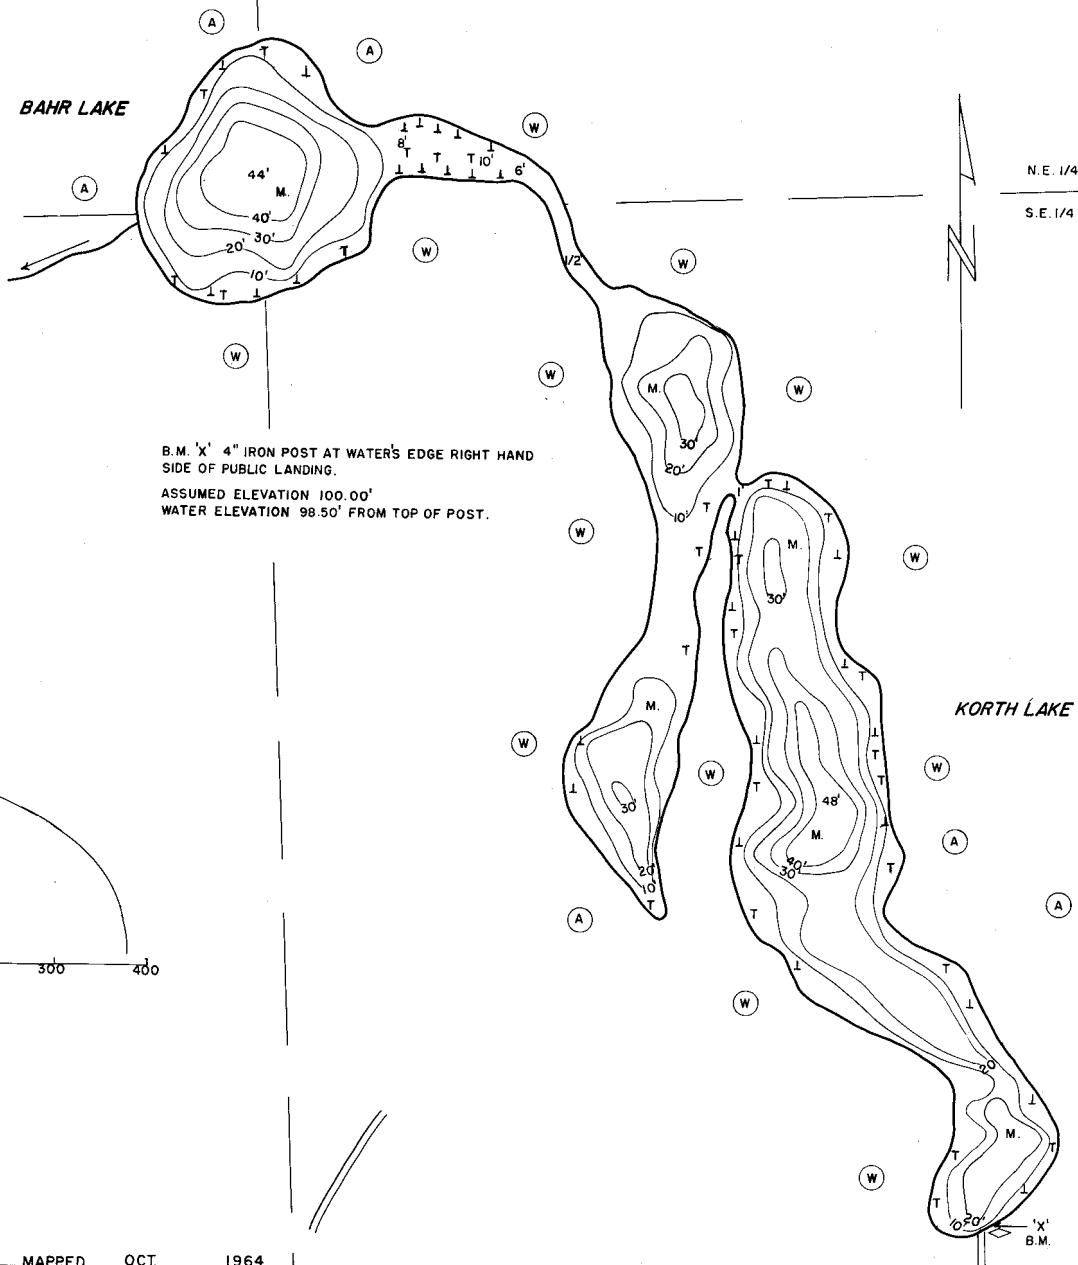 A
A
BAHR LAKE
W
8'
10'
6'
44'
M.
A
N.E. 1/4
S.E. 1/4
40'
30'
20'
10'
W
N
1/2'
W
W
W
M.
W
30'
20'
10'
B.M. 'X' 4" IRON POST AT WATER'S EDGE RIGHT HAND
SIDE OF PUBLIC LANDING.
ASSUMED ELEVATION 100.00'
WATER ELEVATION 98.50' FROM TOP OF POST.
1'
W
M.
W
30'
M.
KORTH LAKE
W
W
W
30'
48'
M.
A
40'
30'
20'
10'
A
A
300
400
W
20'
M.
W
10'
20'
'X'
B.M.
MAPPED OCT. 1964